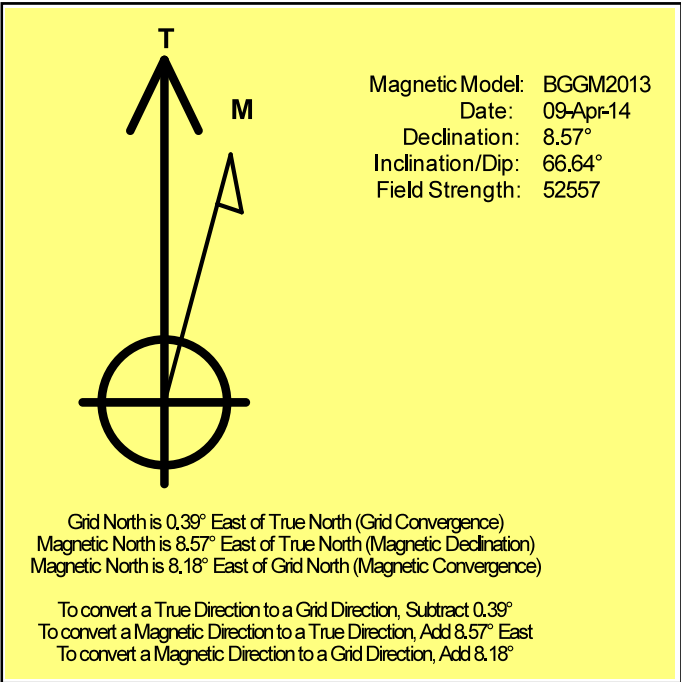 T
M
Magnetic Model: BGGM2013
Date: 09-Apr-14
Declination: 8.57°
Inclination/Dip: 66.64°
Field Strength: 52557
Grid North is 0.39° East of True North (Grid Convergence)
Magnetic North is 8.57° East of True North (Magnetic Declination)
Magnetic North is 8.18° East of Grid North (Magnetic Convergence)
To convert a True Direction to a Grid Direction, Subtract 0.39°
To convert a Magnetic Direction to a True Direction, Add 8.57° East
To convert a Magnetic Direction to a Grid Direction, Add 8.18°